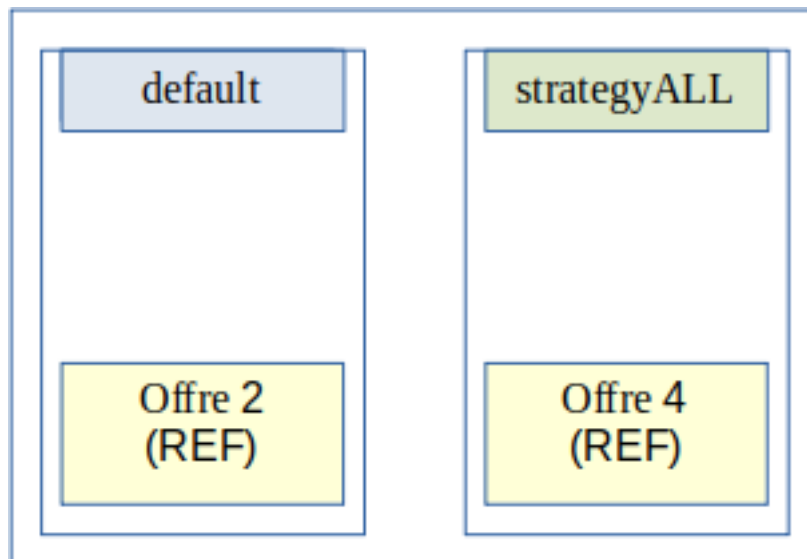 default
strategyALL
Offre 2
(REF)
Offre 4
(REF)